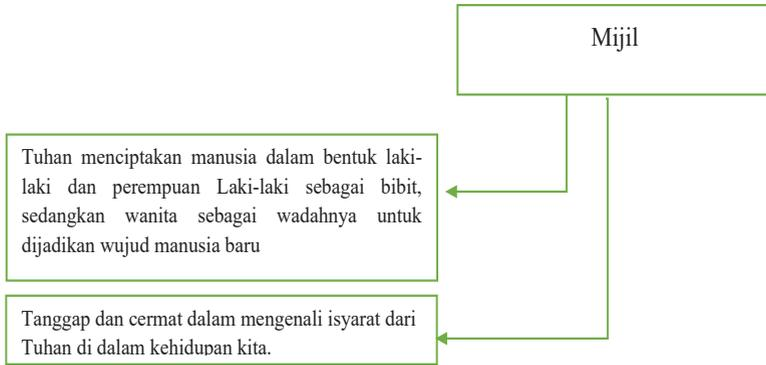 Mijil
Tuhan menciptakan manusia dalam bentuk laki-
laki dan perempuan Laki-laki sebagai bibit,
sedangkan wanita sebagai wadahnya untuk
dijadikan wujud manusia baru
Tanggap dan cermat dalam mengenali isyarat dari
Tuhan di dalam kehidupan kita.